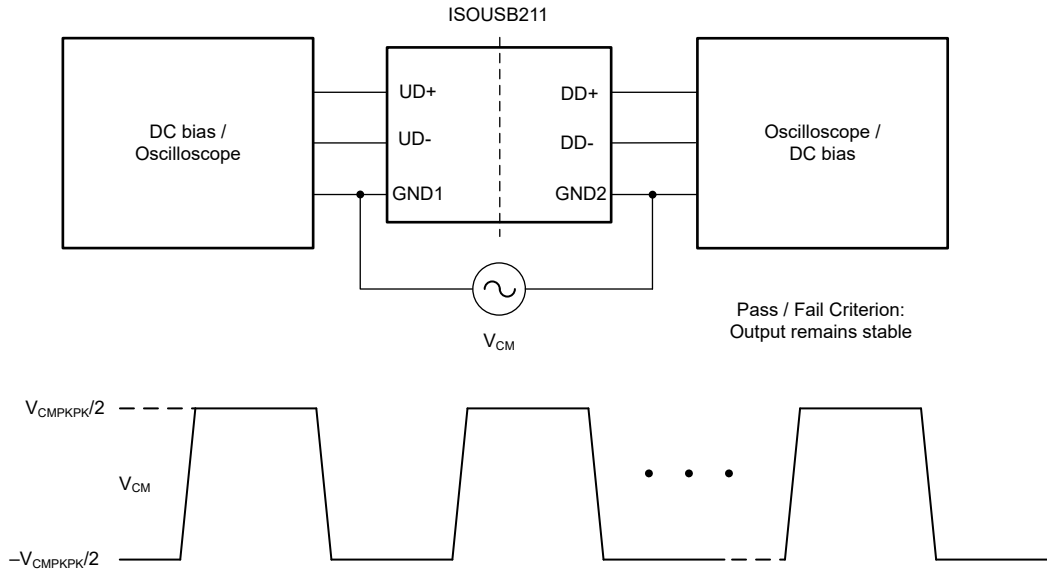 ISOUSB211
DC bias /
Oscilloscope
UD+
UD-
GND1
DD+
DD-
GND2
Oscilloscope /
DC bias
V_CM
Pass / Fail Criterion:
Output remains stable
V_CMPKPK/2
V_CM
–V_CMPKPK/2